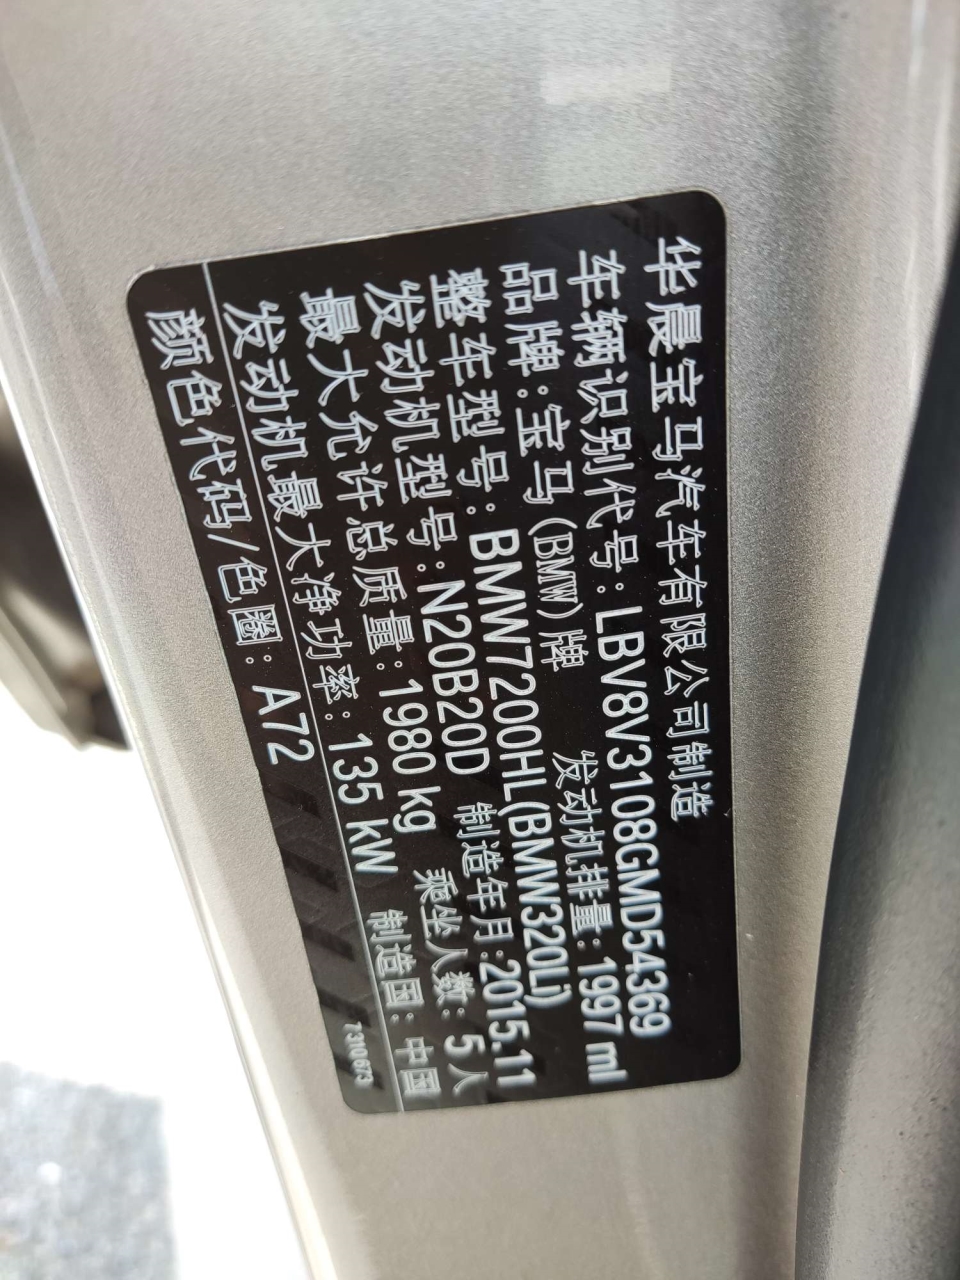 华晨宝马汽车有限公司制造
车辆识别代号:LBV8V3108GMD54369
品牌:宝马(BMW)牌 发动机排量:1997 ml
整车型号:BMW7200HL(BMW320Li)
发动机型号:N20B20D 制造年月:2015.11
最大允许总质量:1980 kg 乘坐人数:5人
发动机最大净功率:135 kW 制造国:中国
颜色代码/色圈:A72 7310673